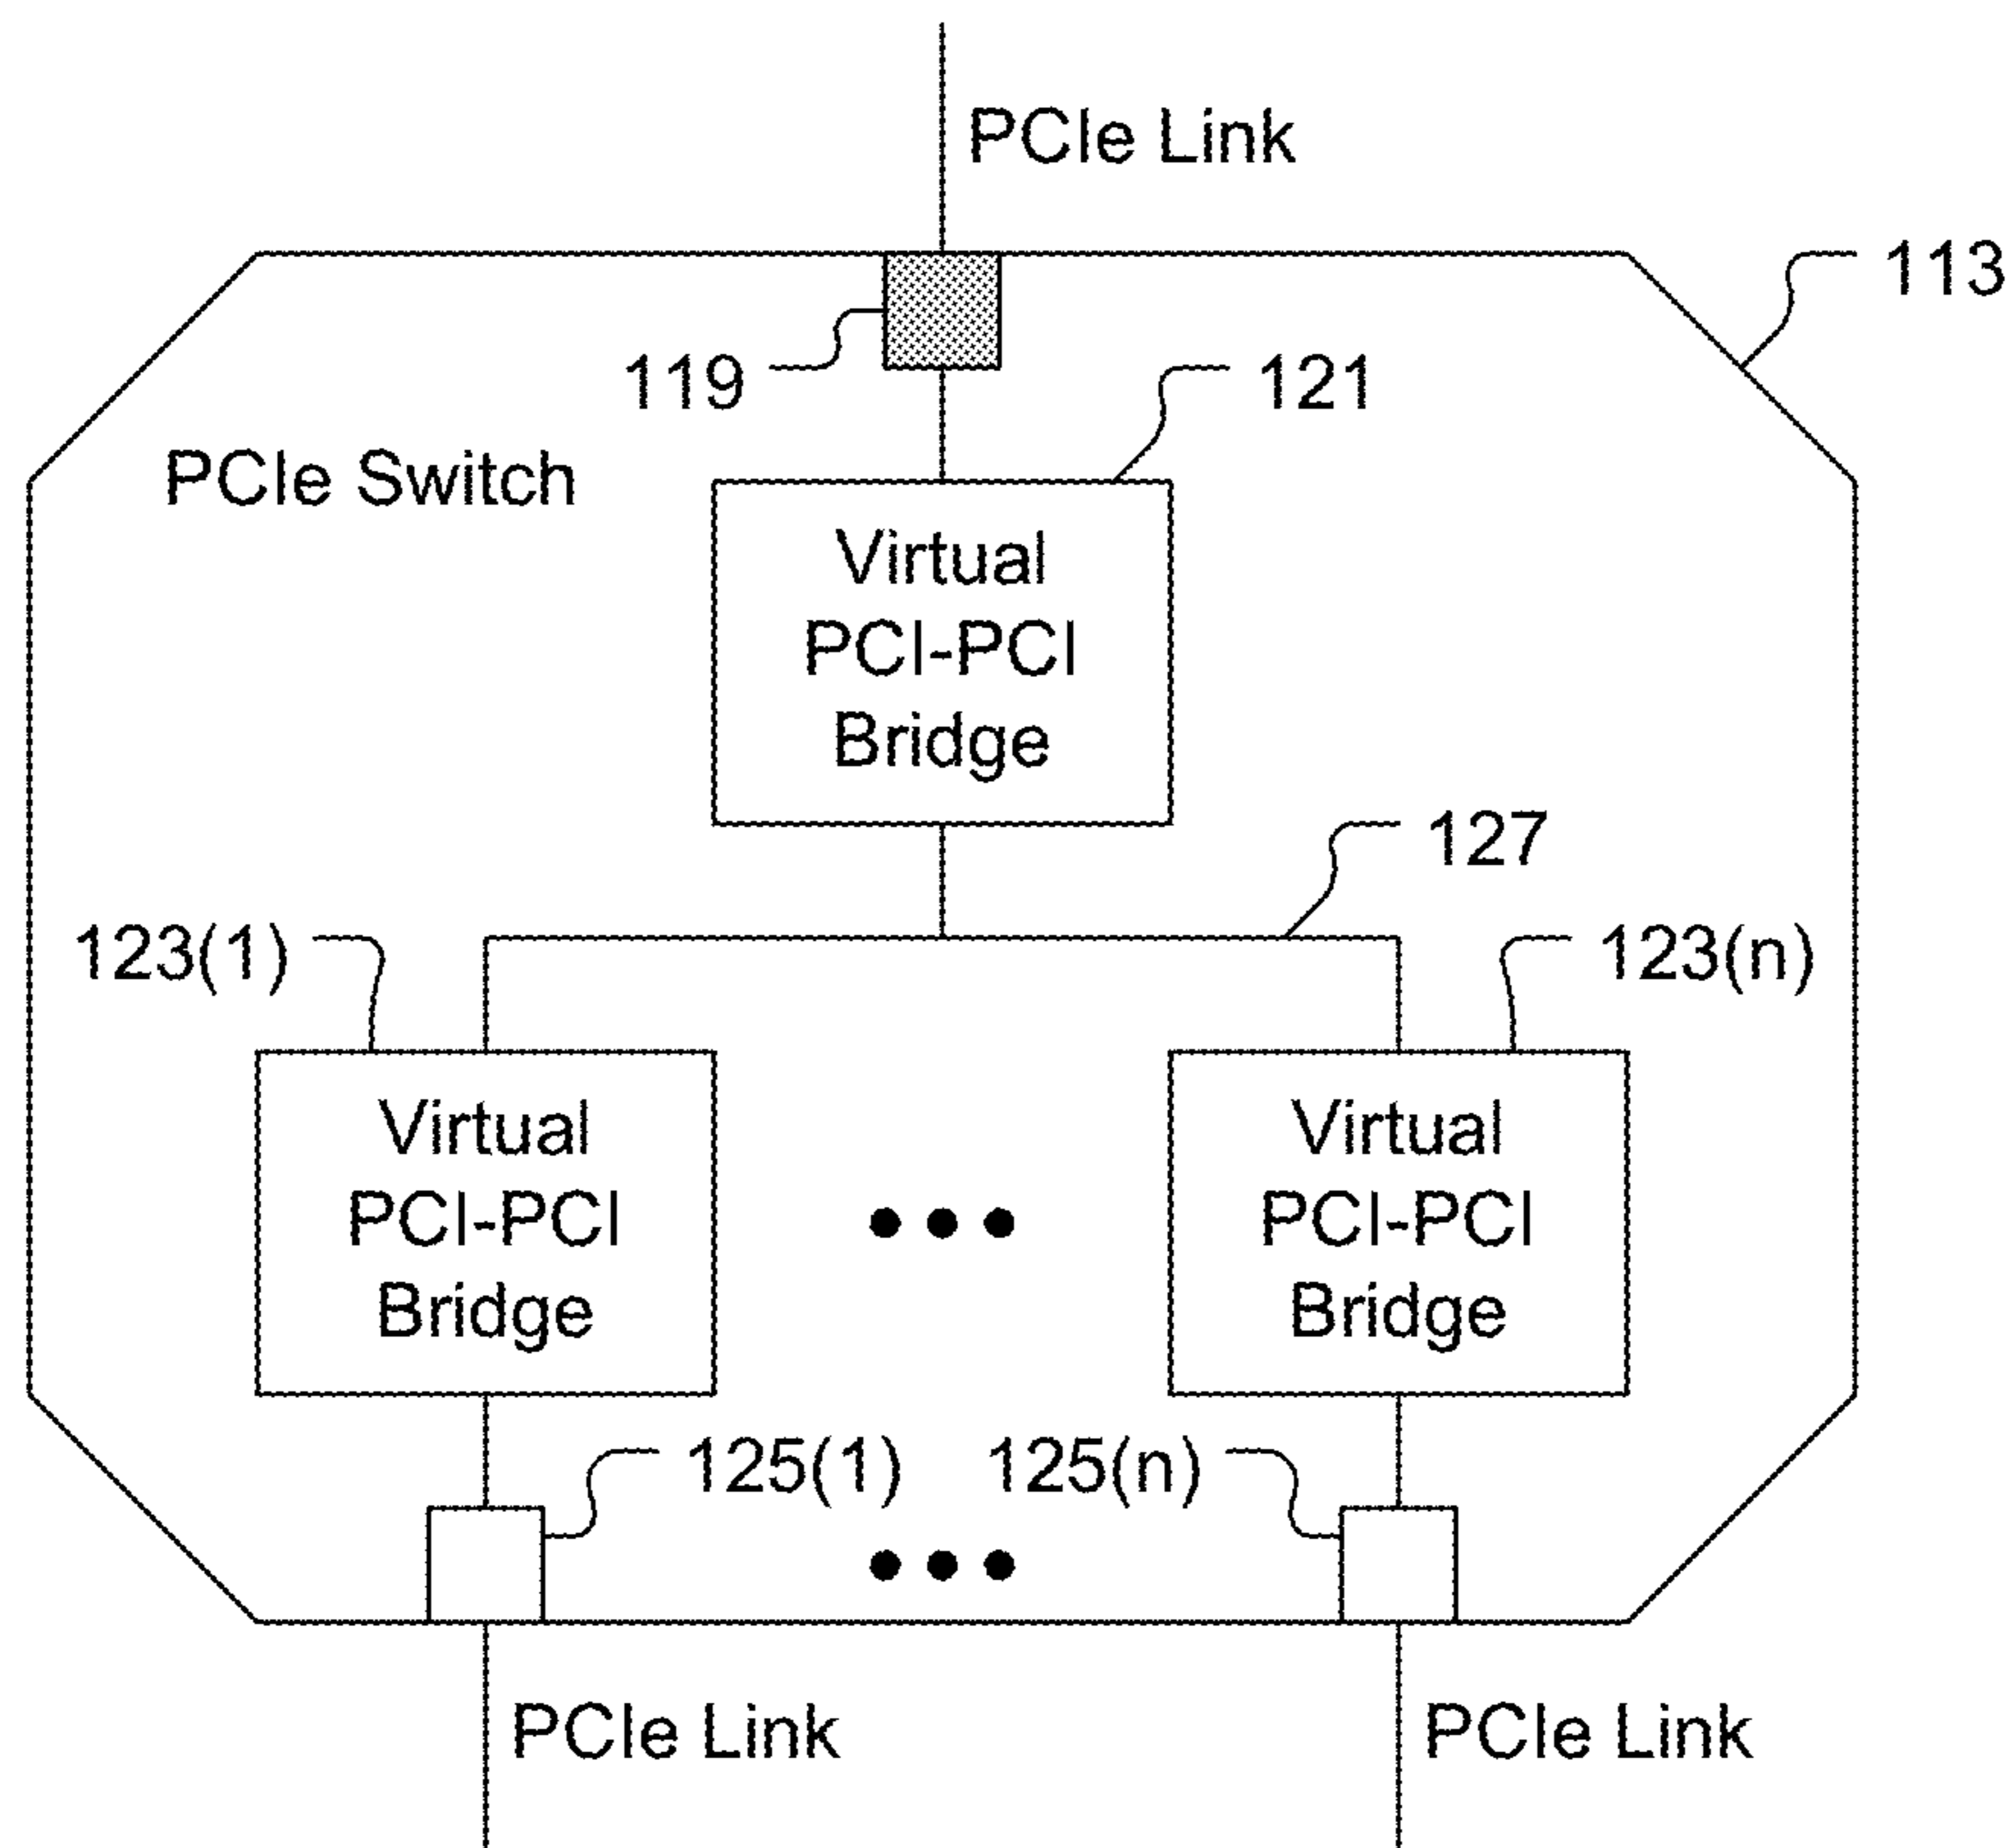 PCIe Link
113
119
121
PCIe Switch
Virtual
PCI-PCI
Bridge
127
123(1)
123(n)
Virtual
PCI-PCI
Bridge
Virtual
PCI-PCI
Bridge
125(1)
125(n)
PCIe Link
PCIe Link